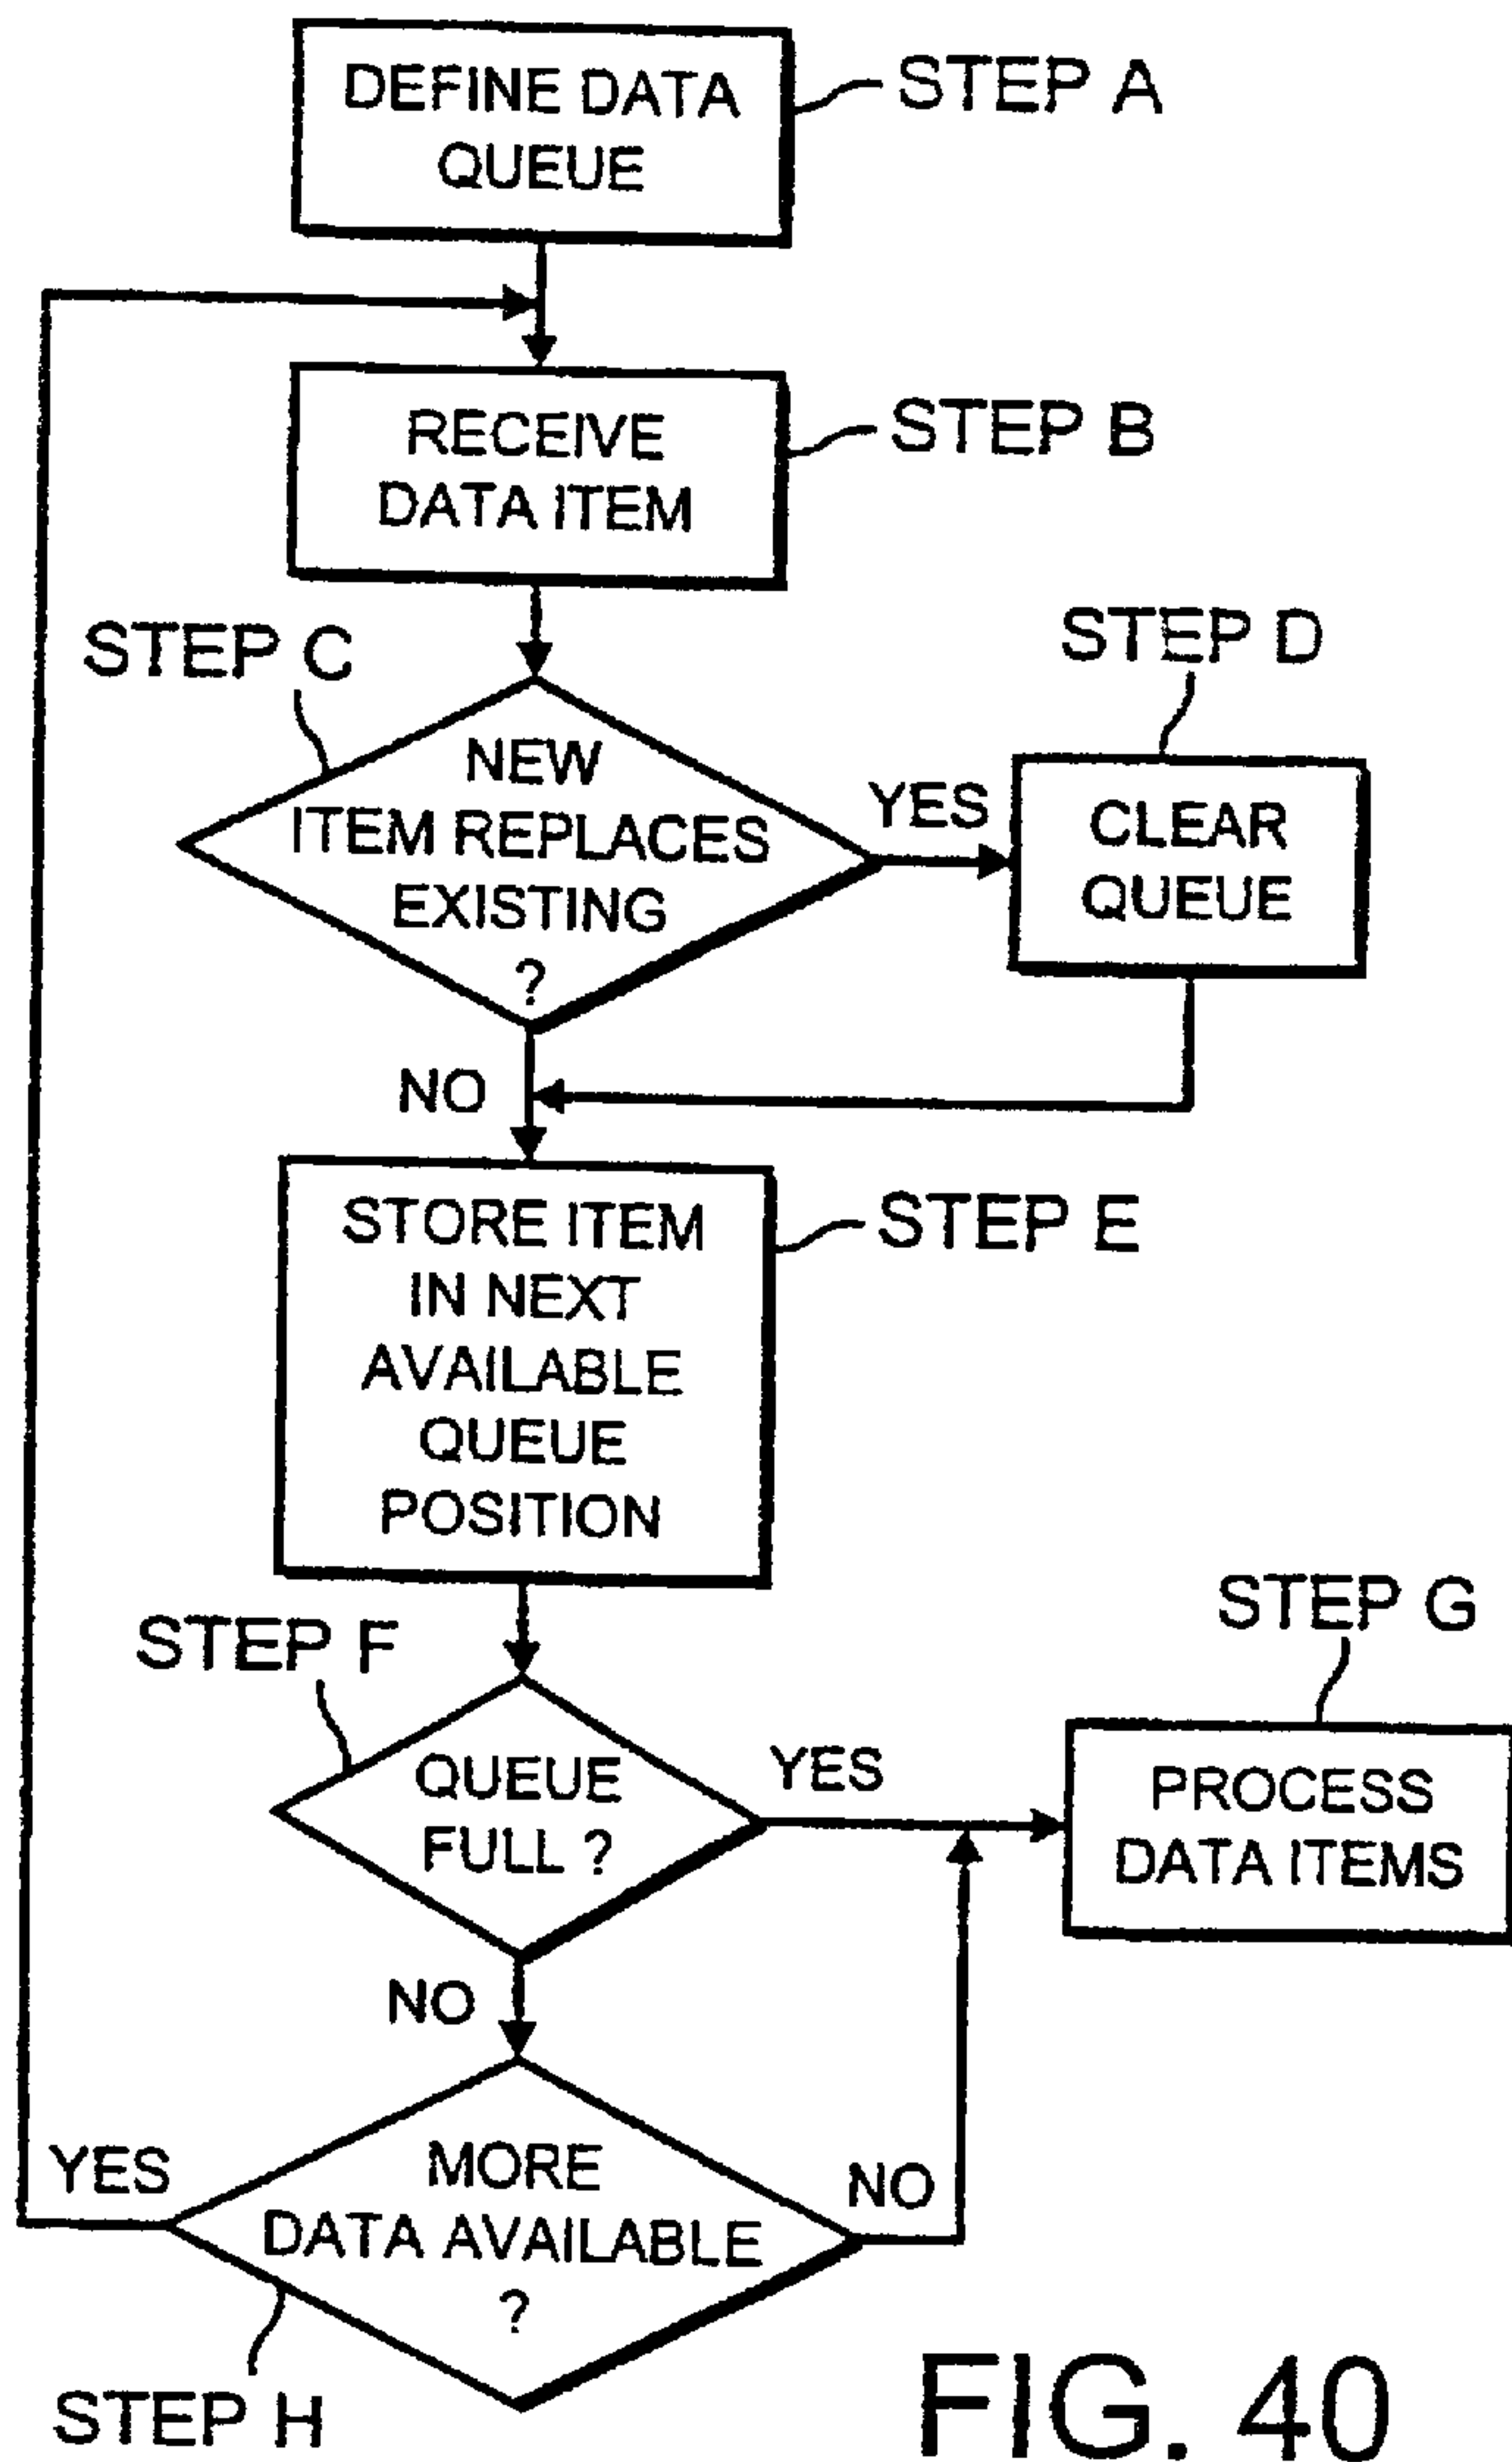 DEFINE DATA
QUEUE
STEP A
RECEIVE
DATA ITEM
STEP B
STEP C
NEW
ITEM REPLACES
EXISTING
?
YES
STEP D
CLEAR
QUEUE
NO
STORE ITEM
IN NEXT
AVAILABLE
QUEUE
POSITION
STEP E
STEP F
QUEUE
FULL ?
YES
STEP G
PROCESS
DATA ITEMS
NO
YES
MORE
DATA AVAILABLE
?
NO
STEP H
FIG. 40